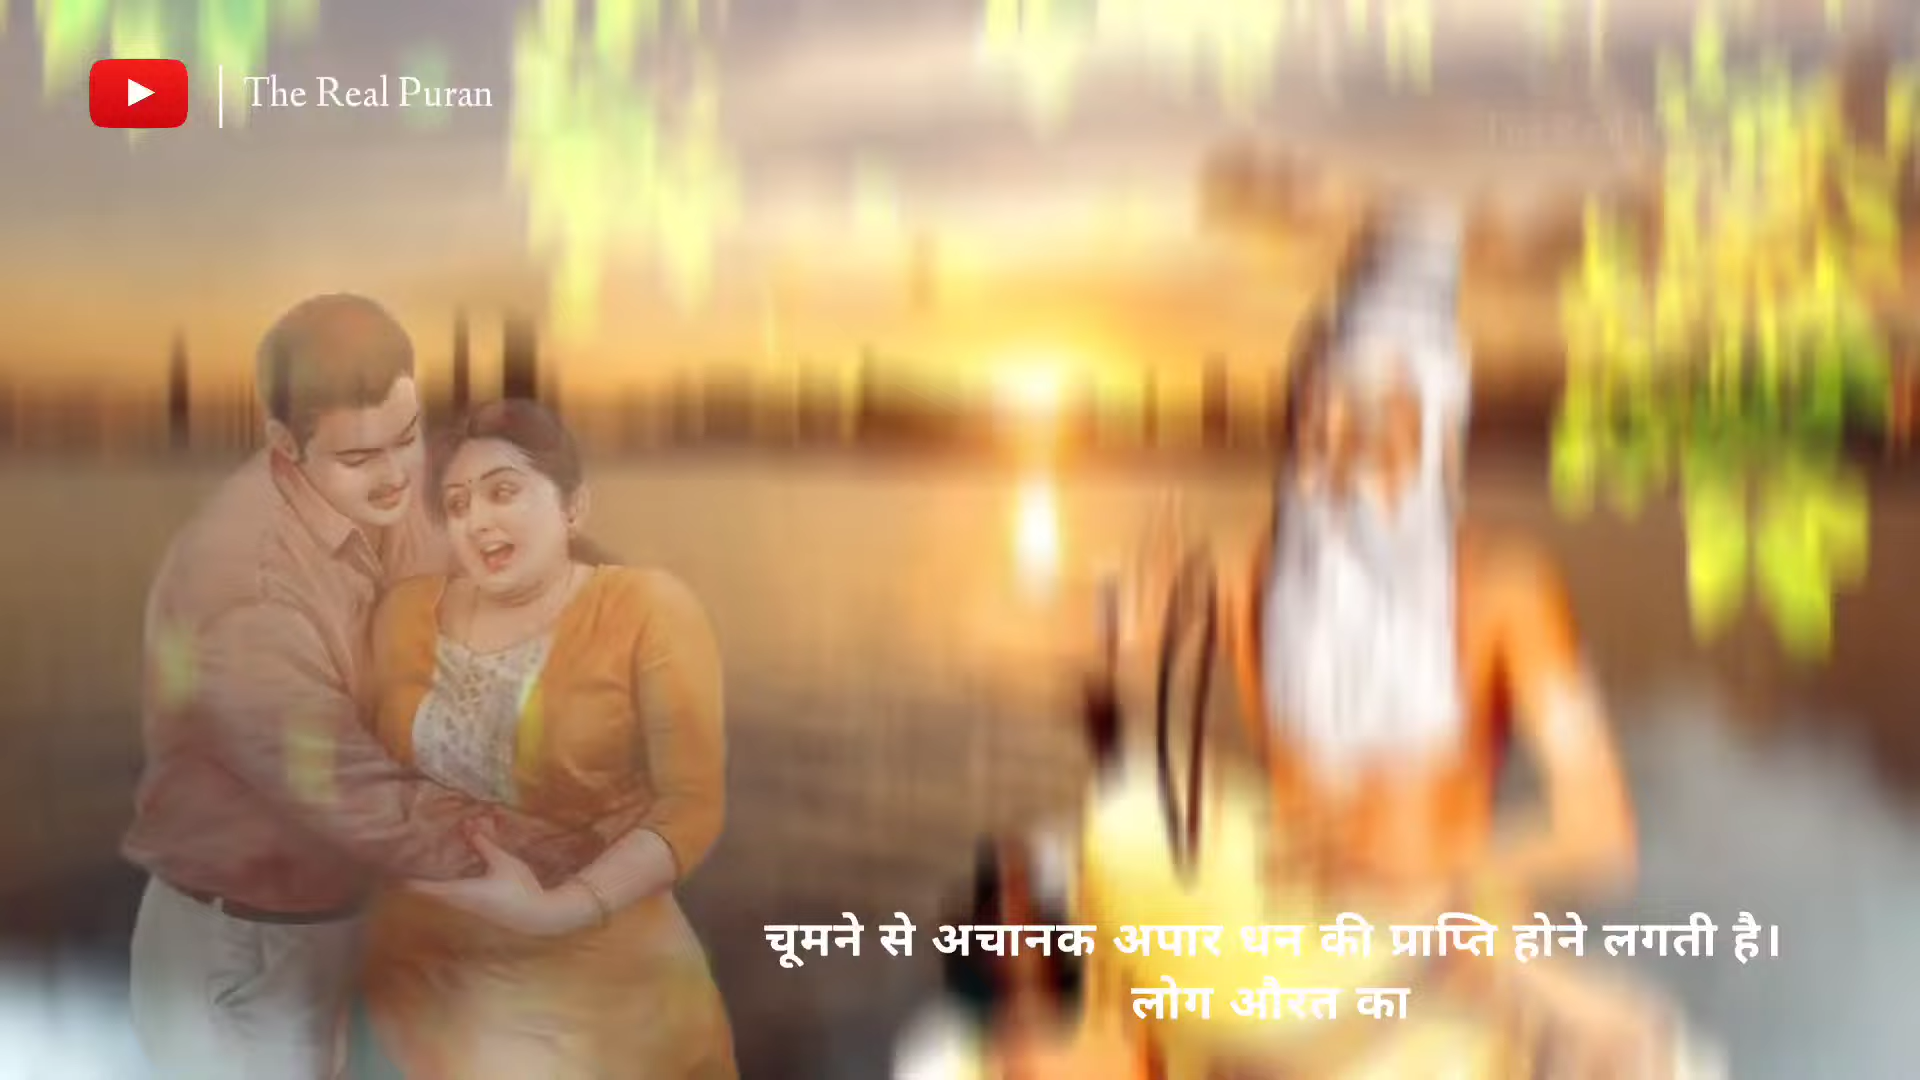 The Real Puran
चूमने से अचानक अपार धन की प्राप्ति होने लगती है।
लोग औरत का